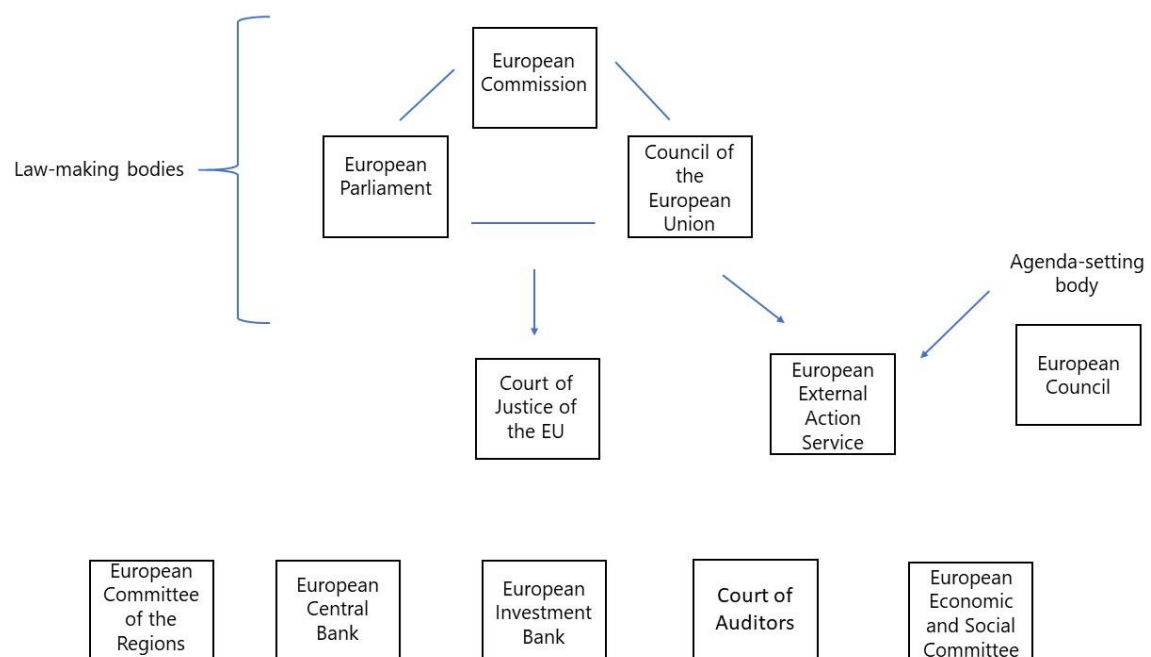 European
Commission
Law-making bodies
European
Parliament
Council of
the
European
Union
Agenda-setting
body
European
Council
Court of
Justice of
the EU
European
External
Action
Service
European
Committee
of the
Regions
European
Central
Bank
European
Investment
Bank
Court of
Auditors
European
Economic
and Social
Committee